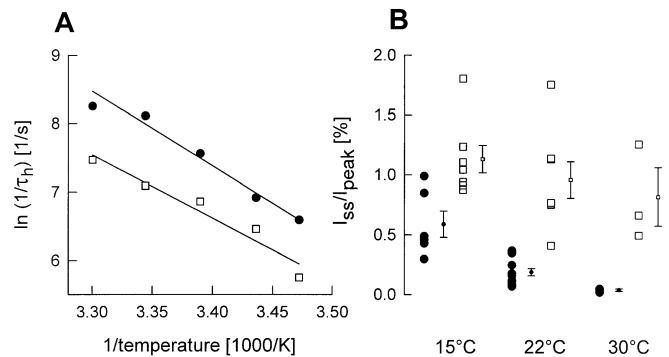 A
ln (1/τh) [1/s]
9
8
7
6
3.30 3.35 3.40 3.45 3.50
1/temperature [1000/K]
B
Iss/Ipeak [%]
2.0
1.5
1.0
0.5
0.0
15°C 22°C 30°C